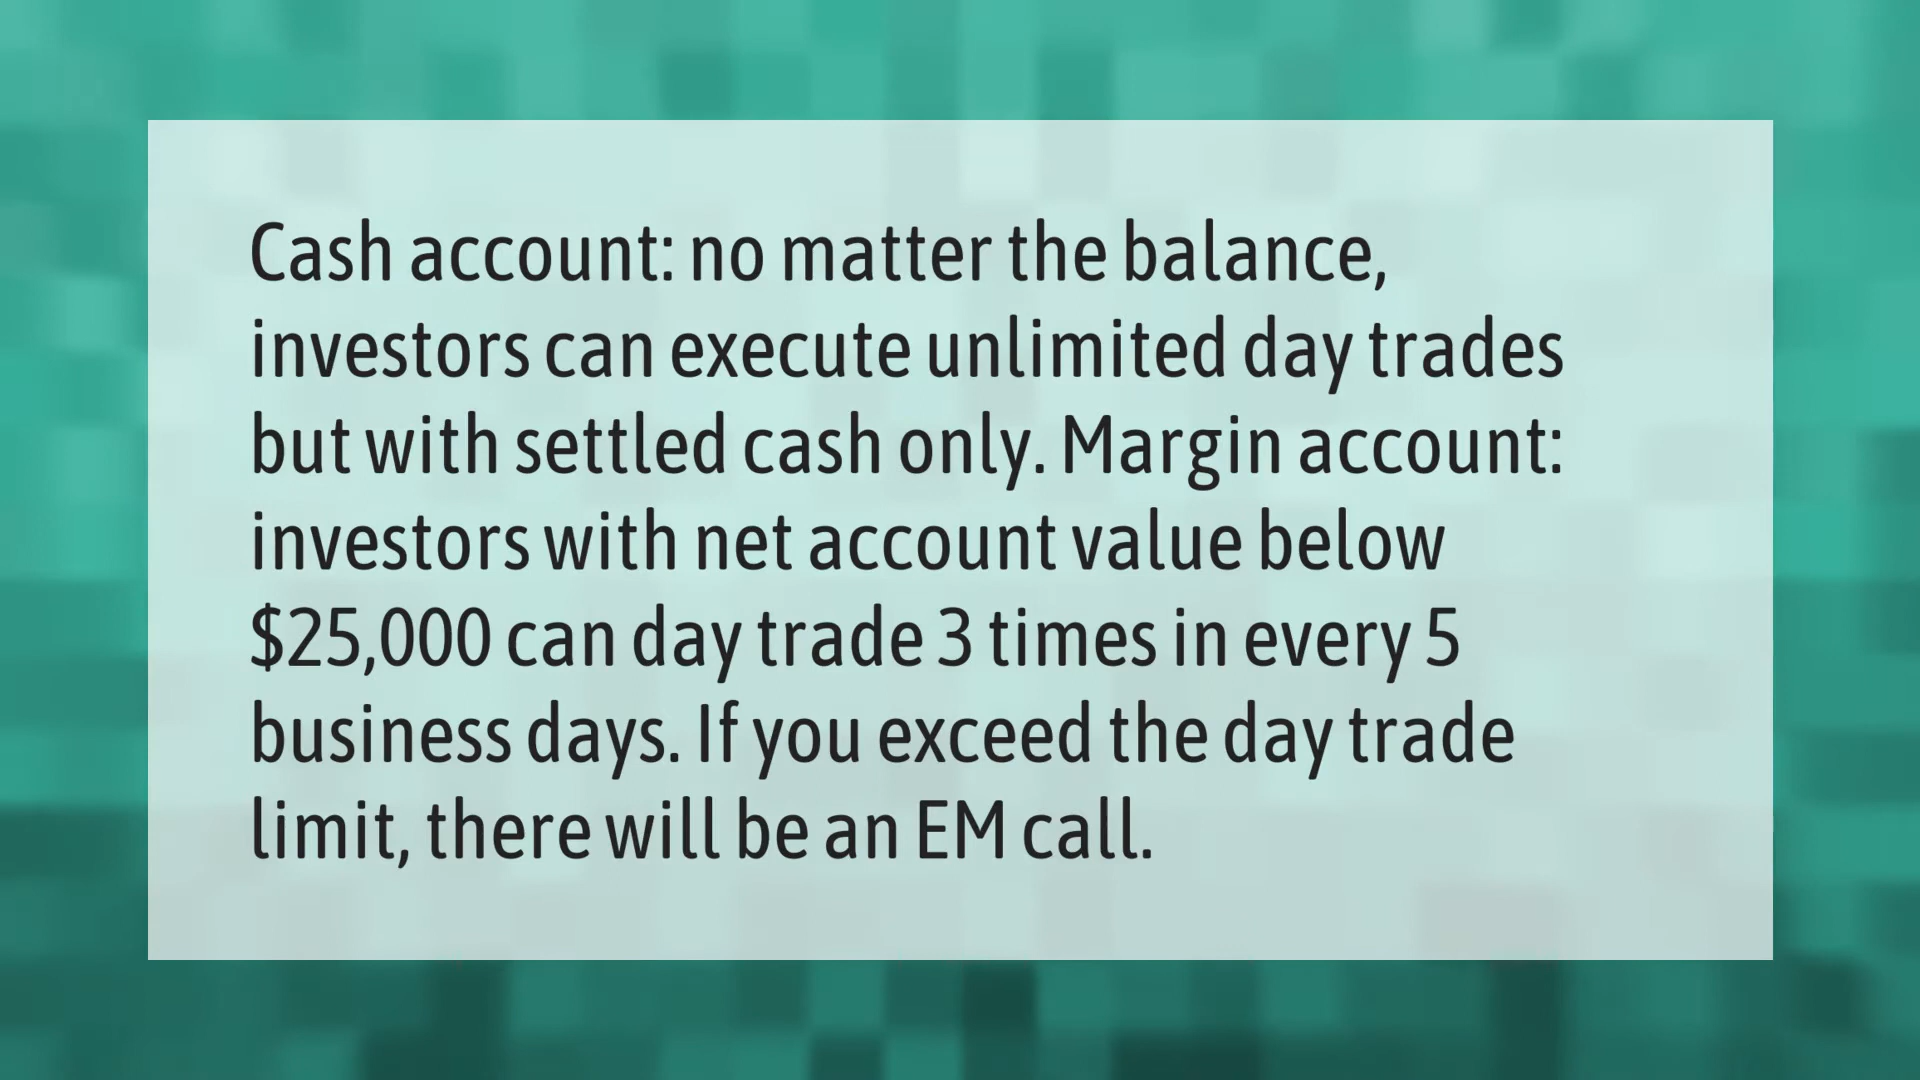 Cash account: no matter the balance,
investors can execute unlimited day trades
but with settled cash only. Margin account:
investors with net account value below
$25,000 can day trade 3 times in every 5
business days. If you exceed the day trade
limit, there will be an EM call.